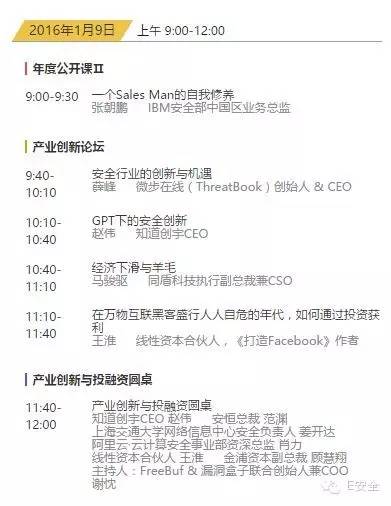 2016年1月9日 上午 9:00-12:00
年度公开课Ⅱ
9:00-9:30 一个Sales Man的自我修养
张朝鹏 IBM安全部中国区业务总监
产业创新论坛
9:40-
10:10
安全行业的创新与机遇
薛峰 微步在线（ThreatBook）创始人 & CEO
10:10-
10:40
GPT下的安全创新
赵伟 知道创宇CEO
10:40-
11:10
经济下滑与羊毛
马骏驱 同盾科技执行副总裁兼CSO
11:10-
11:40
在万物互联黑客盛行人人自危的年代，如何通过投资获
利
王淮 线性资本合伙人，《打造Facebook》作者
产业创新与投融资圆桌
11:40-
12:00
产业创新与投融资圆桌
知道创宇CEO 赵伟 安恒总裁 范渊
上海交通大学网络信息中心安全负责人 姜开达
阿里云·云计算安全事业部资深总监 肖力
线性资本合伙人 王淮 金浦资本副总裁 顾慧翔
主持人：FreeBuf & 漏洞盒子联合创始人兼COO
谢忱
E安全